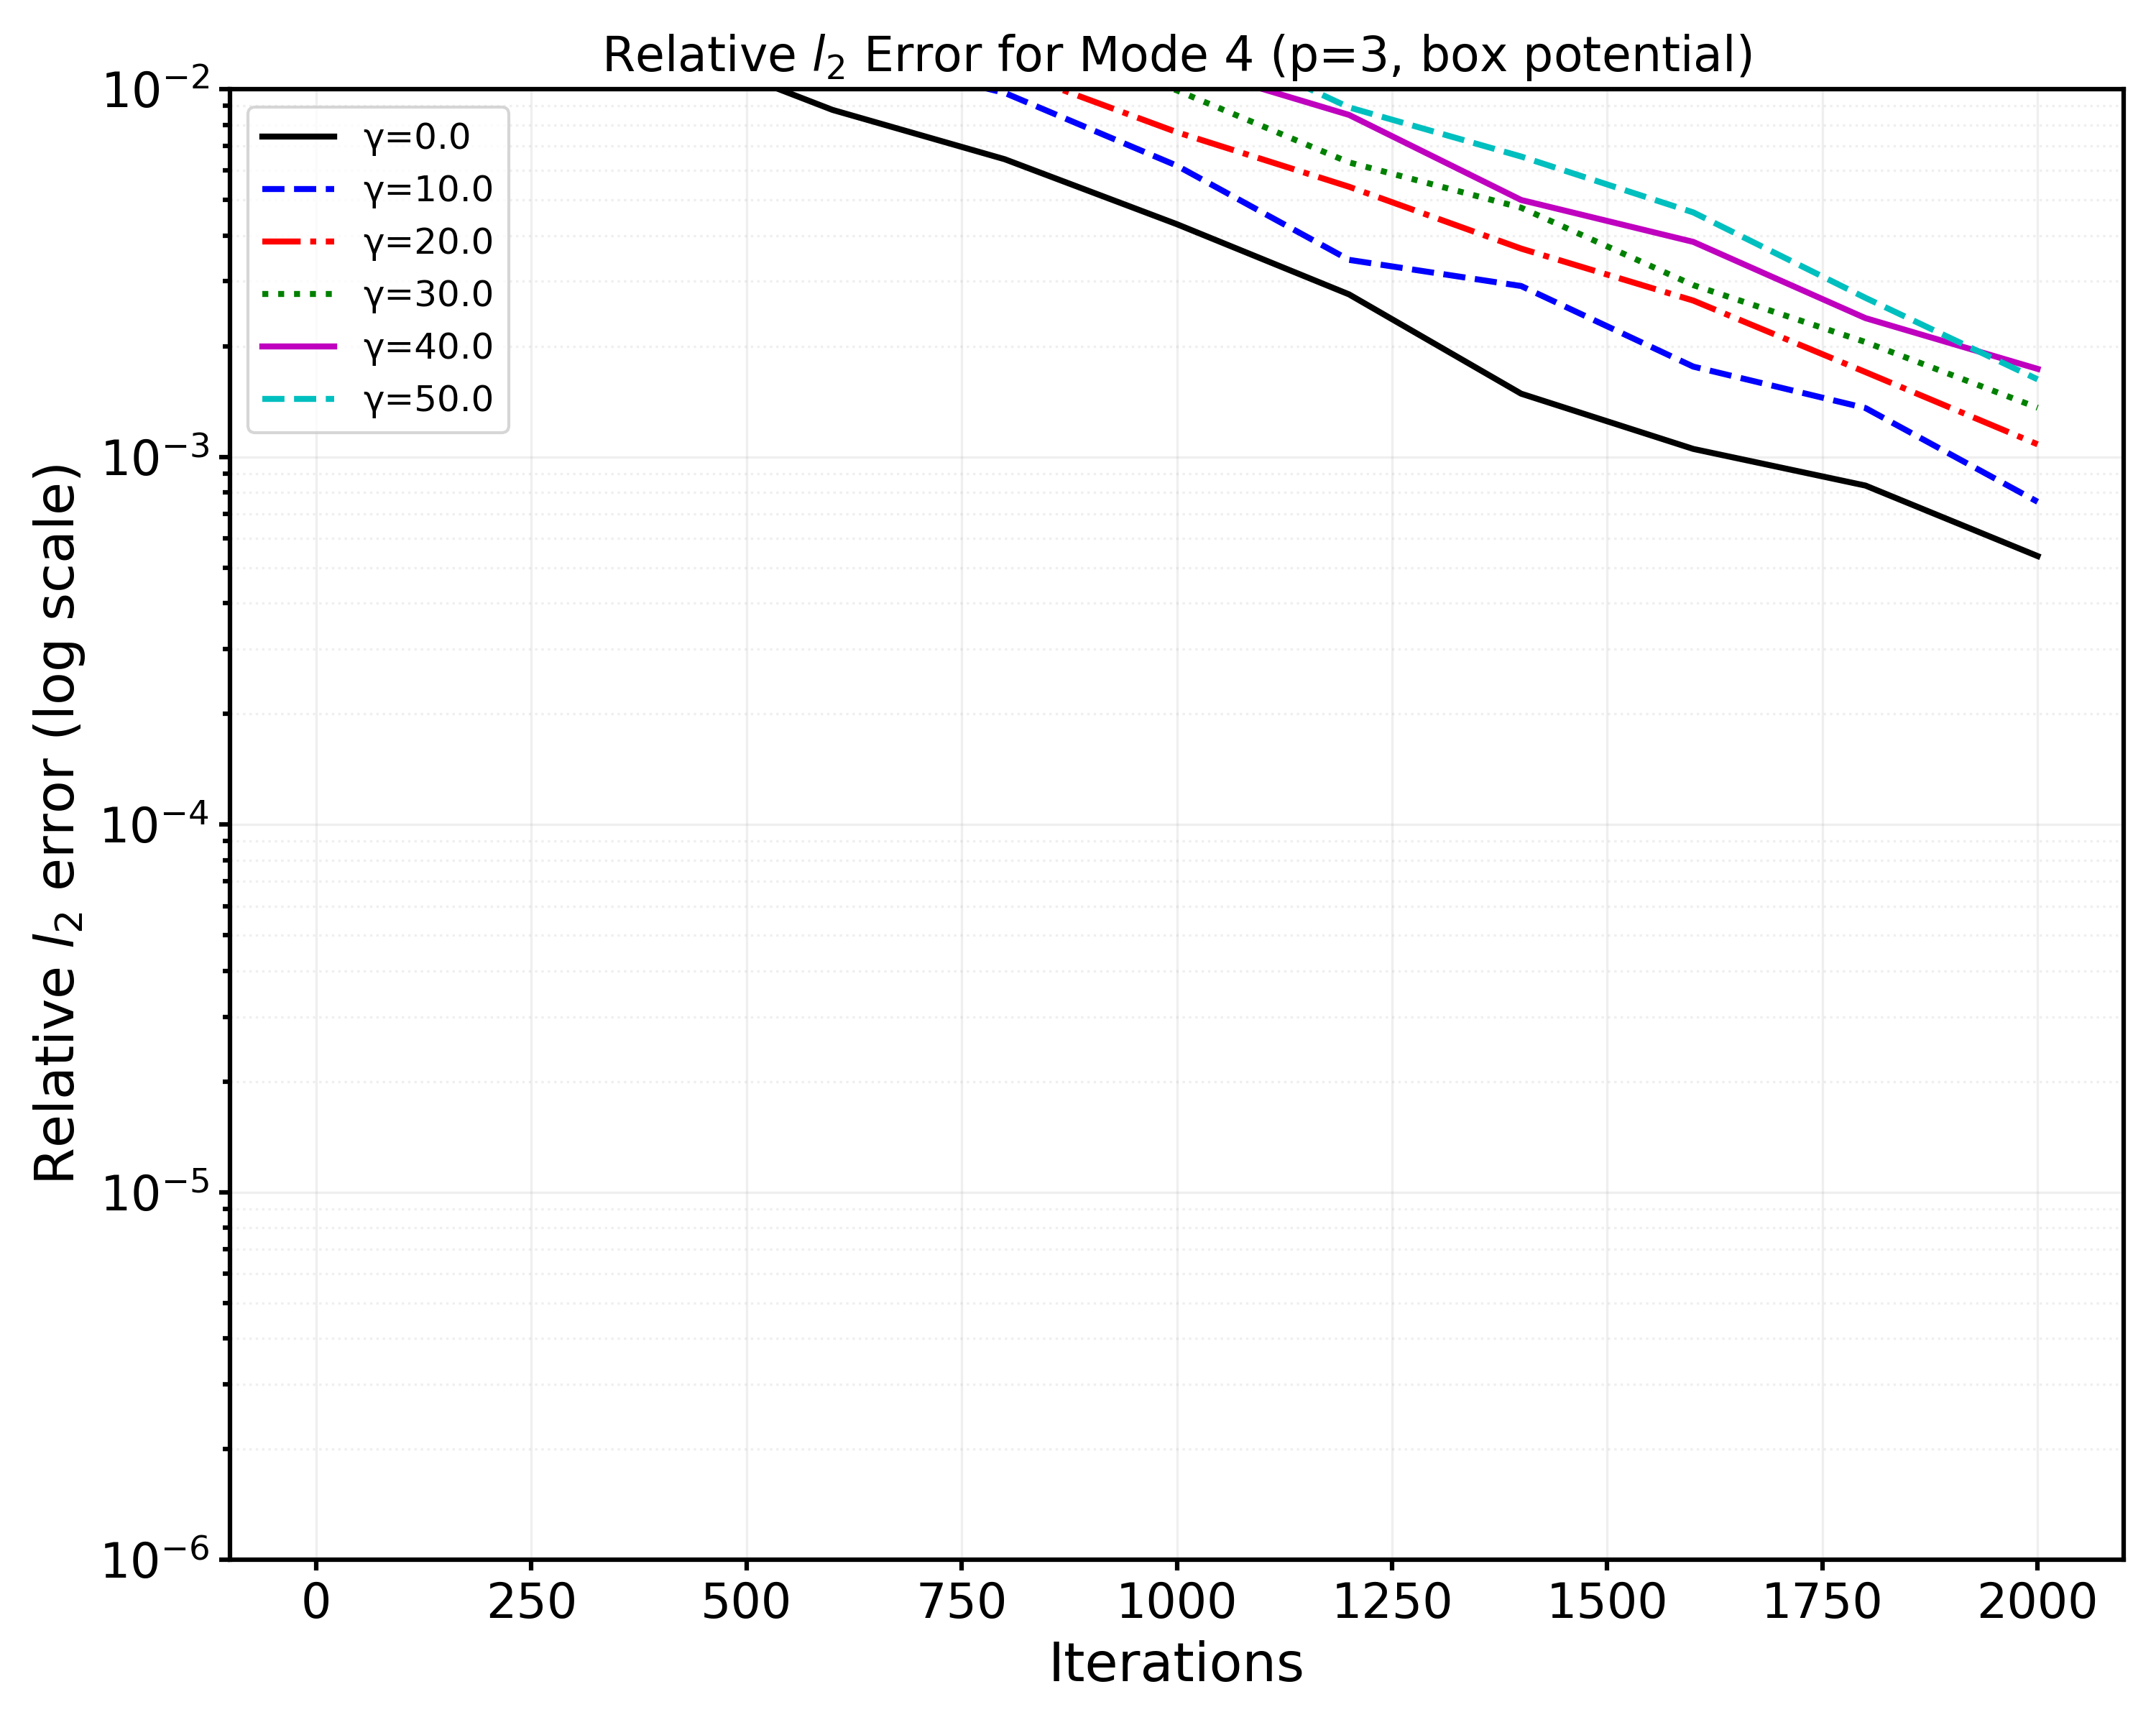 Relative l₂ Error for Mode 4 (p=3, box potential)
10⁻²
10⁻³
10⁻⁴
10⁻⁵
10⁻⁶
Relative l₂ error (log scale)
γ=0.0
γ=10.0
γ=20.0
γ=30.0
γ=40.0
γ=50.0
0 250 500 750 1000 1250 1500 1750 2000
Iterations